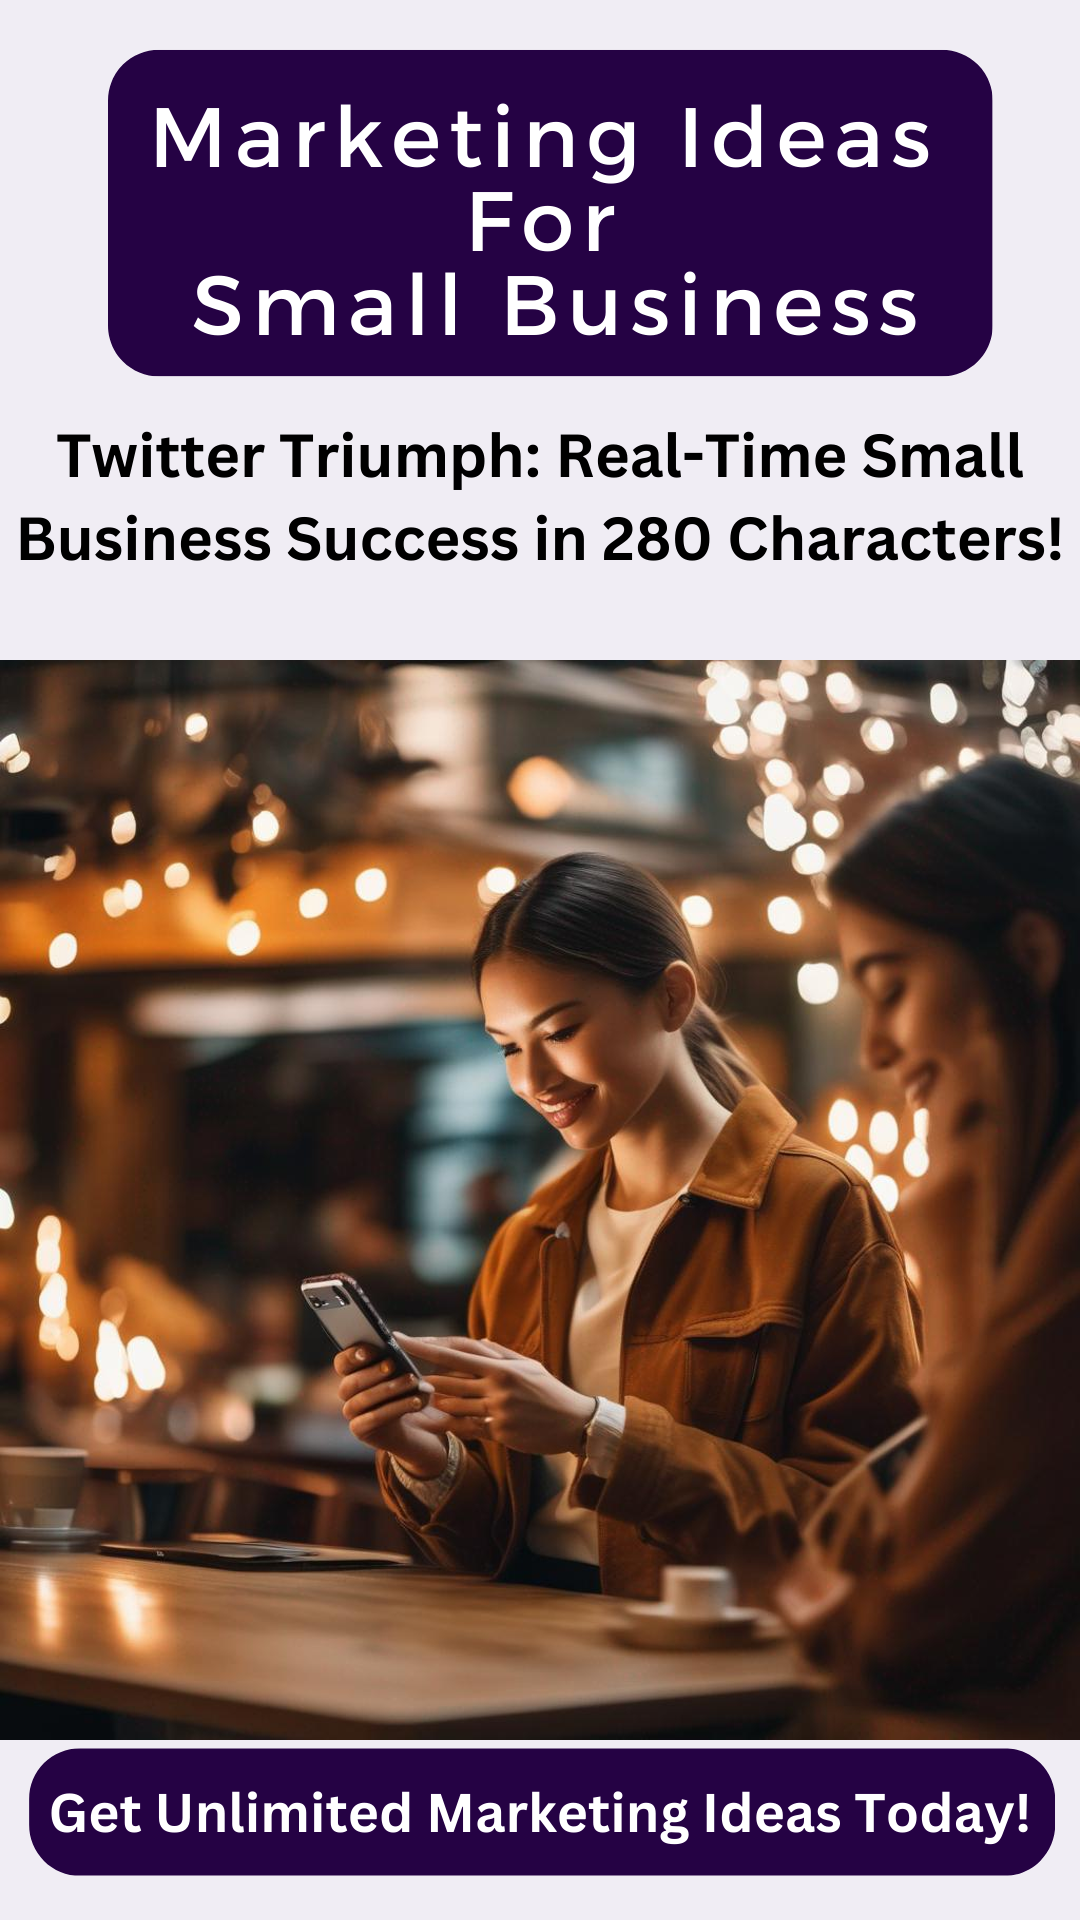 Marketing Ideas
For
Small Business
Twitter Triumph: Real-Time Small
Business Success in 280 Characters!
Get Unlimited Marketing Ideas Today!